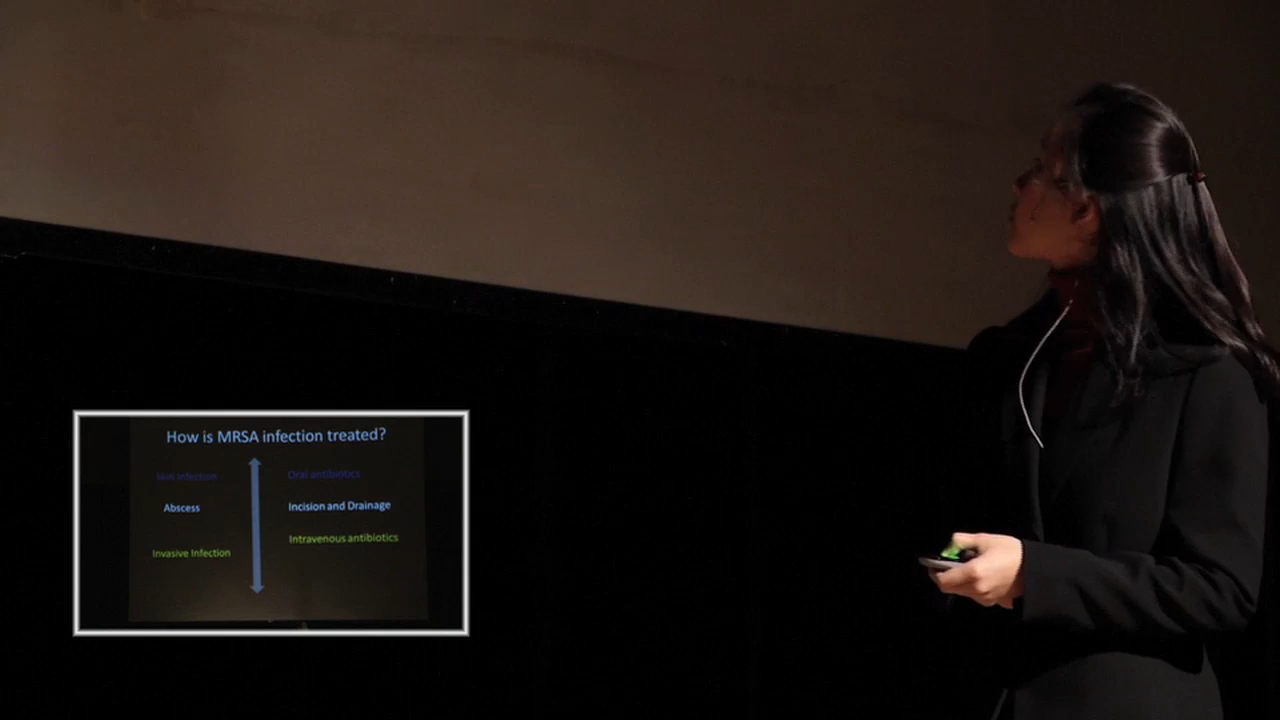 How is MRSA infection treated?
Skin infection
Oral antibiotics
Abscess
Incision and Drainage
Invasive Infection
Intravenous antibiotics